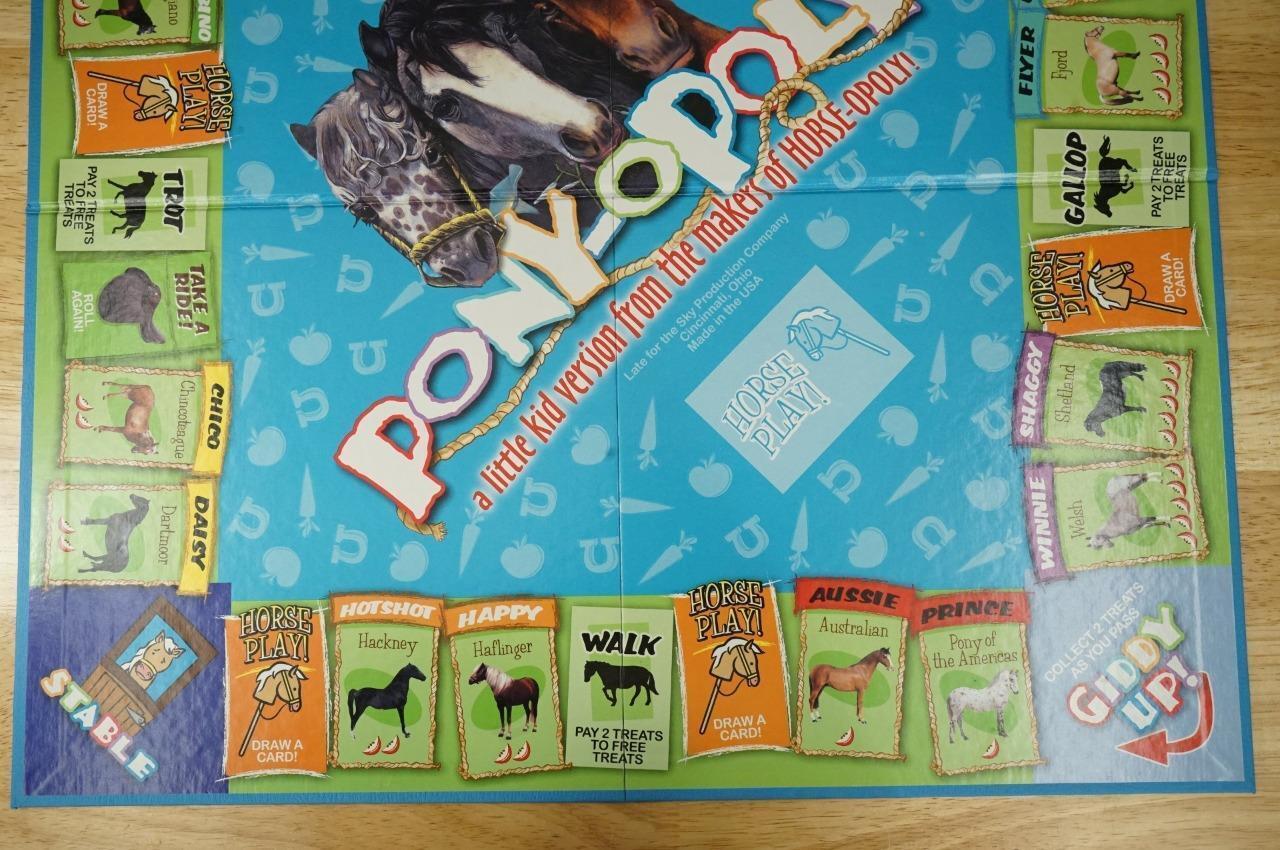 PONY-OPOLY
a little kid version from the makers of HORSE-OPOLY!
Late for the Sky Production Company
Cincinnati, Ohio
Made in the USA
HORSE
PLAY!
HORSE
PLAY!
DRAW A
CARD!
TROT
PAY 2 TREATS
TO FREE
TREATS
TAKE A
RIDE!
ROLL
AGAIN!
CHICO
Chincoteague
DAISY
Dartmoor
STABLE
HORSE
PLAY!
DRAW A
CARD!
HOTSHOT
Hackney
HAPPY
Haflinger
WALK
PAY 2 TREATS
TO FREE
TREATS
HORSE
PLAY!
DRAW A
CARD!
AUSSIE
Australian
PRINCE
Pony of
the Americas
COLLECT 2 TREATS
AS YOU PASS
GIDDY
UP!
WINNIE
Welsh
SHAGGY
Shetland
HORSE
PLAY!
DRAW A
CARD!
GALLOP
PAY 2 TREATS
TO FREE
TREATS
FLYER
Fjord